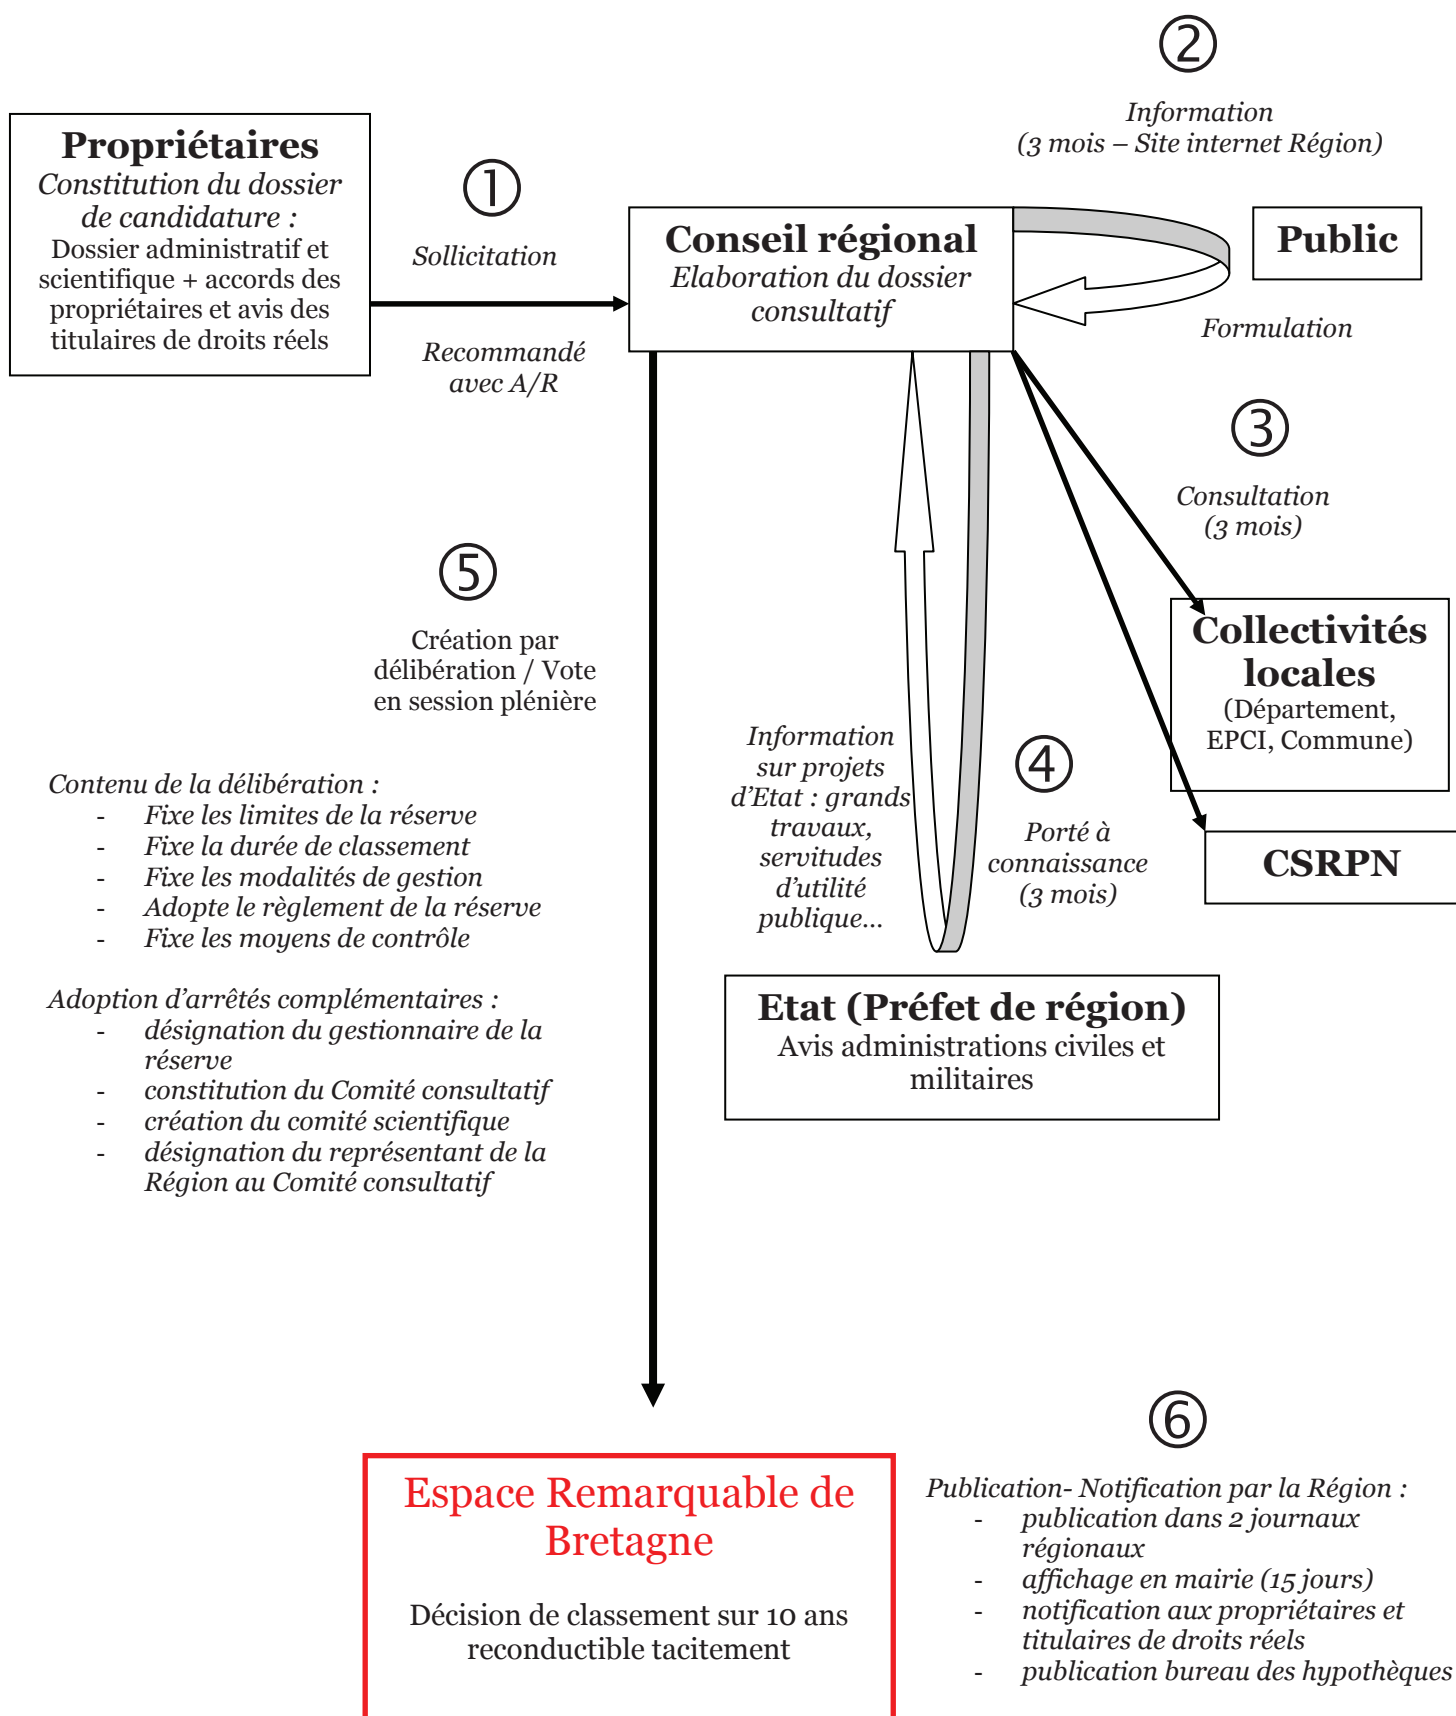 ②
Information
(3 mois – Site internet Région)
Propriétaires
Constitution du dossier
de candidature :
Dossier administratif et
scientifique + accords des
propriétaires et avis des
titulaires de droits réels
①
Sollicitation
Recommandé
avec A/R
Conseil régional
Elaboration du dossier
consultatif
Public
Formulation
③
Consultation
(3 mois)
Collectivités
locales
(Département,
EPCI, Commune)
CSRPN
④
Porté à
connaissance
(3 mois)
Information
sur projets
d’Etat : grands
travaux,
servitudes
d’utilité
publique…
Etat (Préfet de région)
Avis administrations civiles et
militaires
⑤
Création par
délibération / Vote
en session plénière
Contenu de la délibération :
- Fixe les limites de la réserve
- Fixe la durée de classement
- Fixe les modalités de gestion
- Adopte le règlement de la réserve
- Fixe les moyens de contrôle
Adoption d’arrêtés complémentaires :
- désignation du gestionnaire de la
réserve
- constitution du Comité consultatif
- création du comité scientifique
- désignation du représentant de la
Région au Comité consultatif
Espace Remarquable de
Bretagne
Décision de classement sur 10 ans
reconductible tacitement
⑥
Publication- Notification par la Région :
- publication dans 2 journaux
régionaux
- affichage en mairie (15 jours)
- notification aux propriétaires et
titulaires de droits réels
- publication bureau des hypothèques